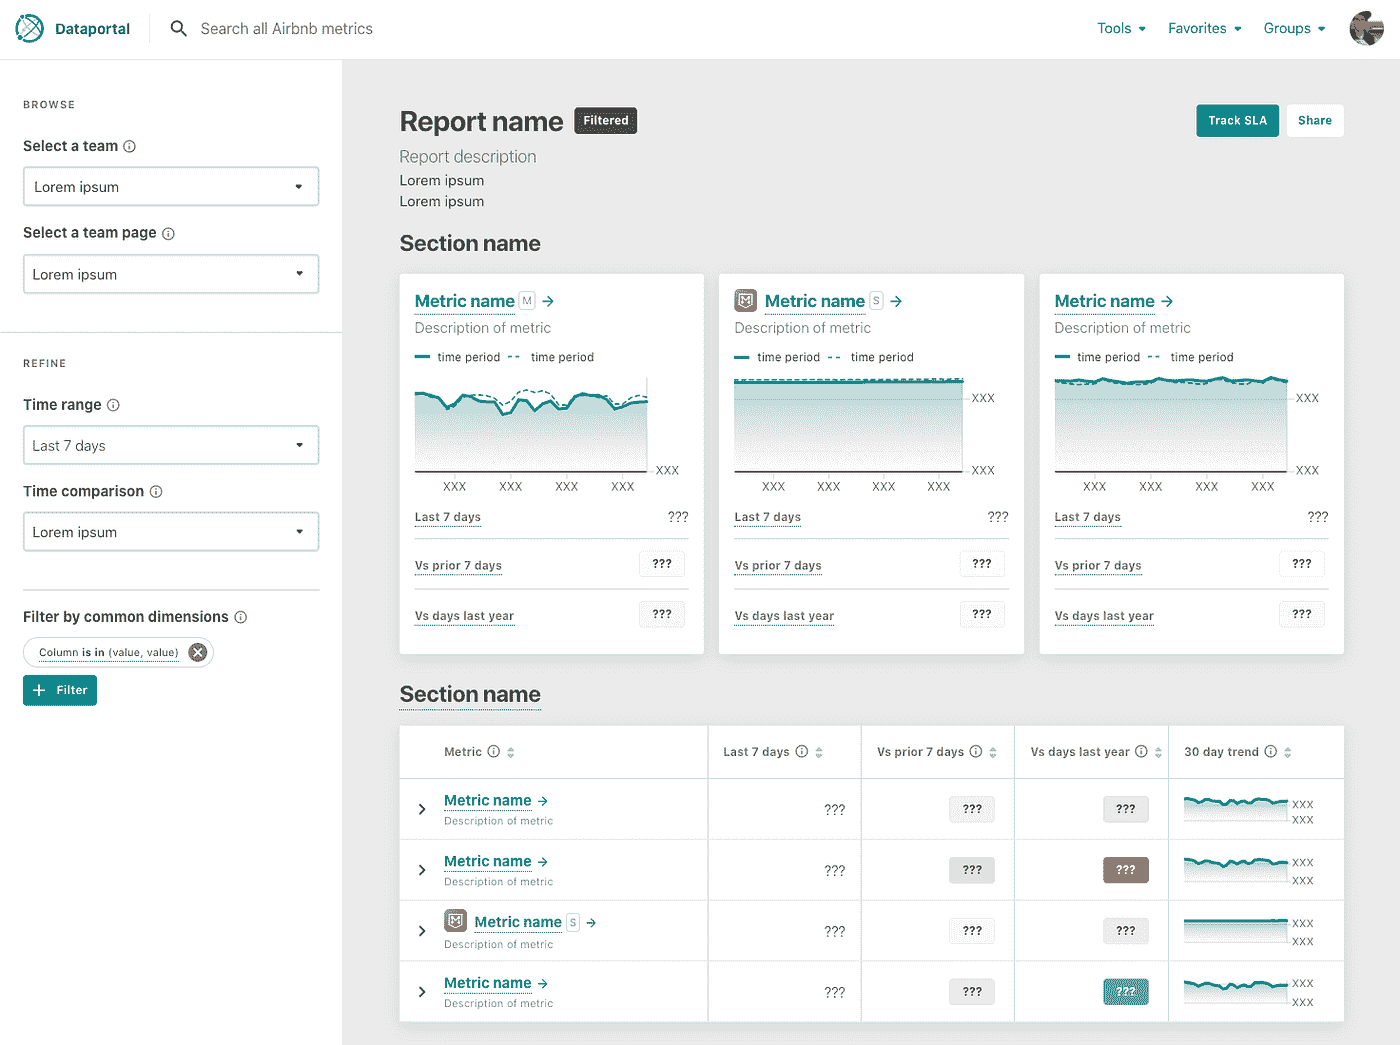 Dataportal
Search all Airbnb metrics
Tools
Favorites
Groups
BROWSE
Select a team
Lorem ipsum
Select a team page
Lorem ipsum
REFINE
Time range
Last 7 days
Time comparison
Lorem ipsum
Filter by common dimensions
Column is in (value, value)
+ Filter
Report name
Filtered
Track SLA
Share
Report description
Lorem ipsum
Lorem ipsum
Section name
Metric name M
Description of metric
time period time period
XXX
XXX XXX XXX XXX
Last 7 days ???
Vs prior 7 days ???
Vs days last year ???
M Metric name S
Description of metric
time period time period
XXX
XXX
XXX XXX XXX XXX
Last 7 days ???
Vs prior 7 days ???
Vs days last year ???
Metric name
Description of metric
time period time period
XXX
XXX
XXX XXX XXX XXX
Last 7 days ???
Vs prior 7 days ???
Vs days last year ???
Section name
Metric Last 7 days Vs prior 7 days Vs days last year 30 day trend
Metric name ??? ??? ??? XXX
Description of metric XXX
Metric name ??? ??? ??? XXX
Description of metric XXX
M Metric name S ??? ??? ??? XXX
Description of metric XXX
Metric name ??? ??? ??? XXX
Description of metric XXX